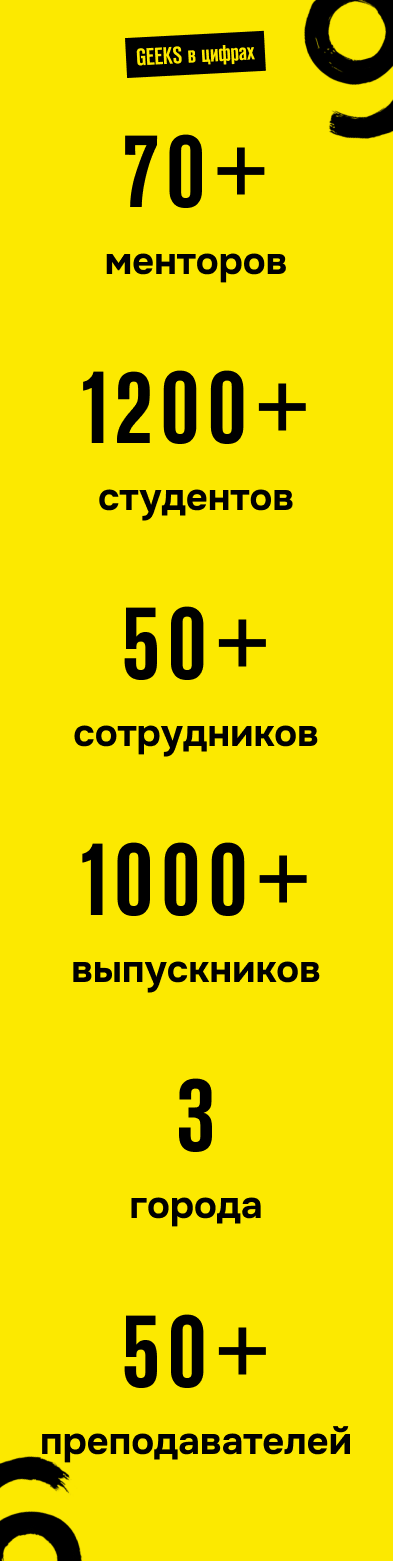 GEEKS в цифрах
70+
менторов
1200+
студентов
50+
сотрудников
1000+
выпускников
3
города
50+
преподавателей